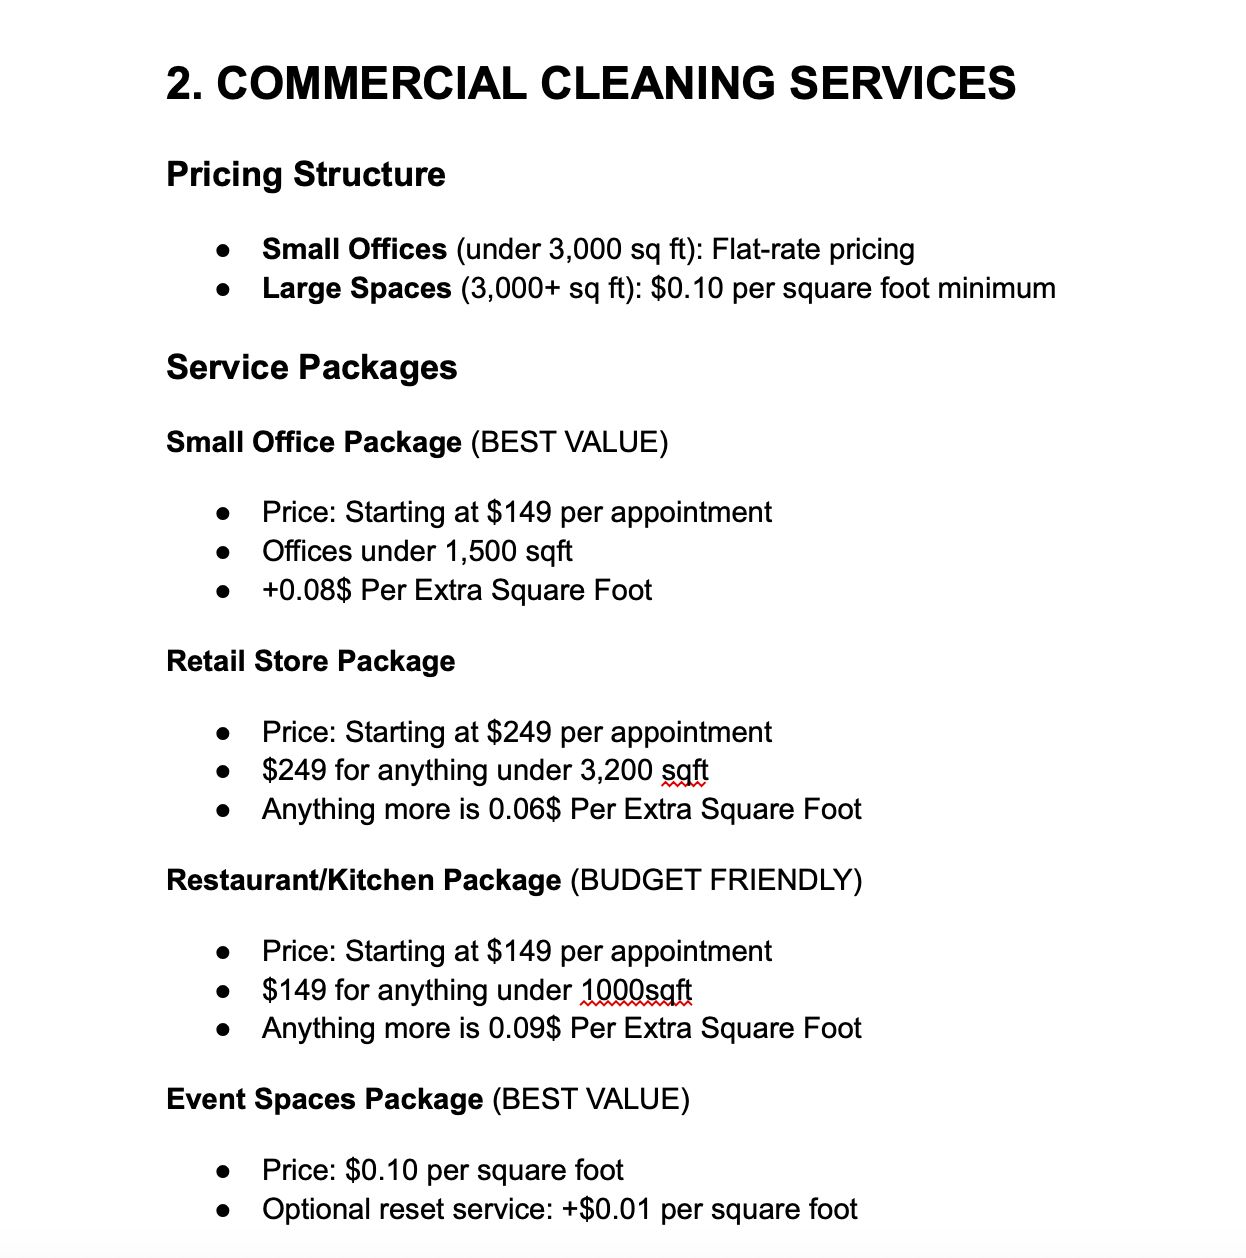 2. COMMERCIAL CLEANING SERVICES
Pricing Structure
● Small Offices (under 3,000 sq ft): Flat-rate pricing
● Large Spaces (3,000+ sq ft): $0.10 per square foot minimum
Service Packages
Small Office Package (BEST VALUE)
● Price: Starting at $149 per appointment
● Offices under 1,500 sqft
● +0.08$ Per Extra Square Foot
Retail Store Package
● Price: Starting at $249 per appointment
● $249 for anything under 3,200 sqft
● Anything more is 0.06$ Per Extra Square Foot
Restaurant/Kitchen Package (BUDGET FRIENDLY)
● Price: Starting at $149 per appointment
● $149 for anything under 1000sqft
● Anything more is 0.09$ Per Extra Square Foot
Event Spaces Package (BEST VALUE)
● Price: $0.10 per square foot
● Optional reset service: +$0.01 per square foot